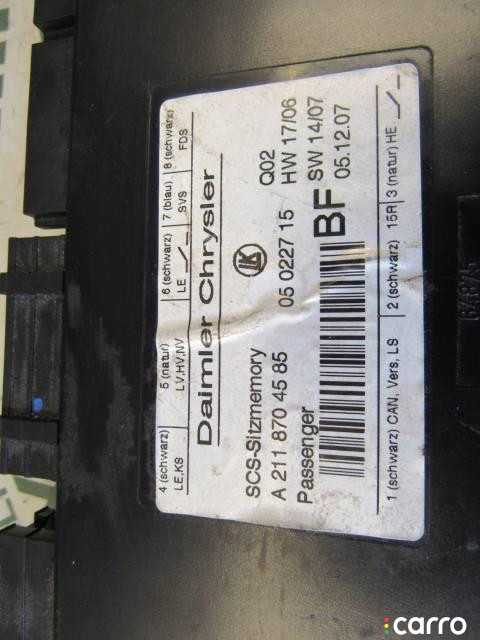 4 (schwarz) 5 (natur) 6 (schwarz) 7 (blau) 8 (schwarz)
LE,KS LV,HV,NV LE SVS FDS
Daimler Chrysler
SCS-Sitzmemory LK Q02
A 211 870 45 85 05 0227 15 HW 17/06
Passenger BF SW 14/07
05.12.07
1 (schwarz) CAN, Vers, LS 2 (schwarz) 15R 3 (natur) HE
carro